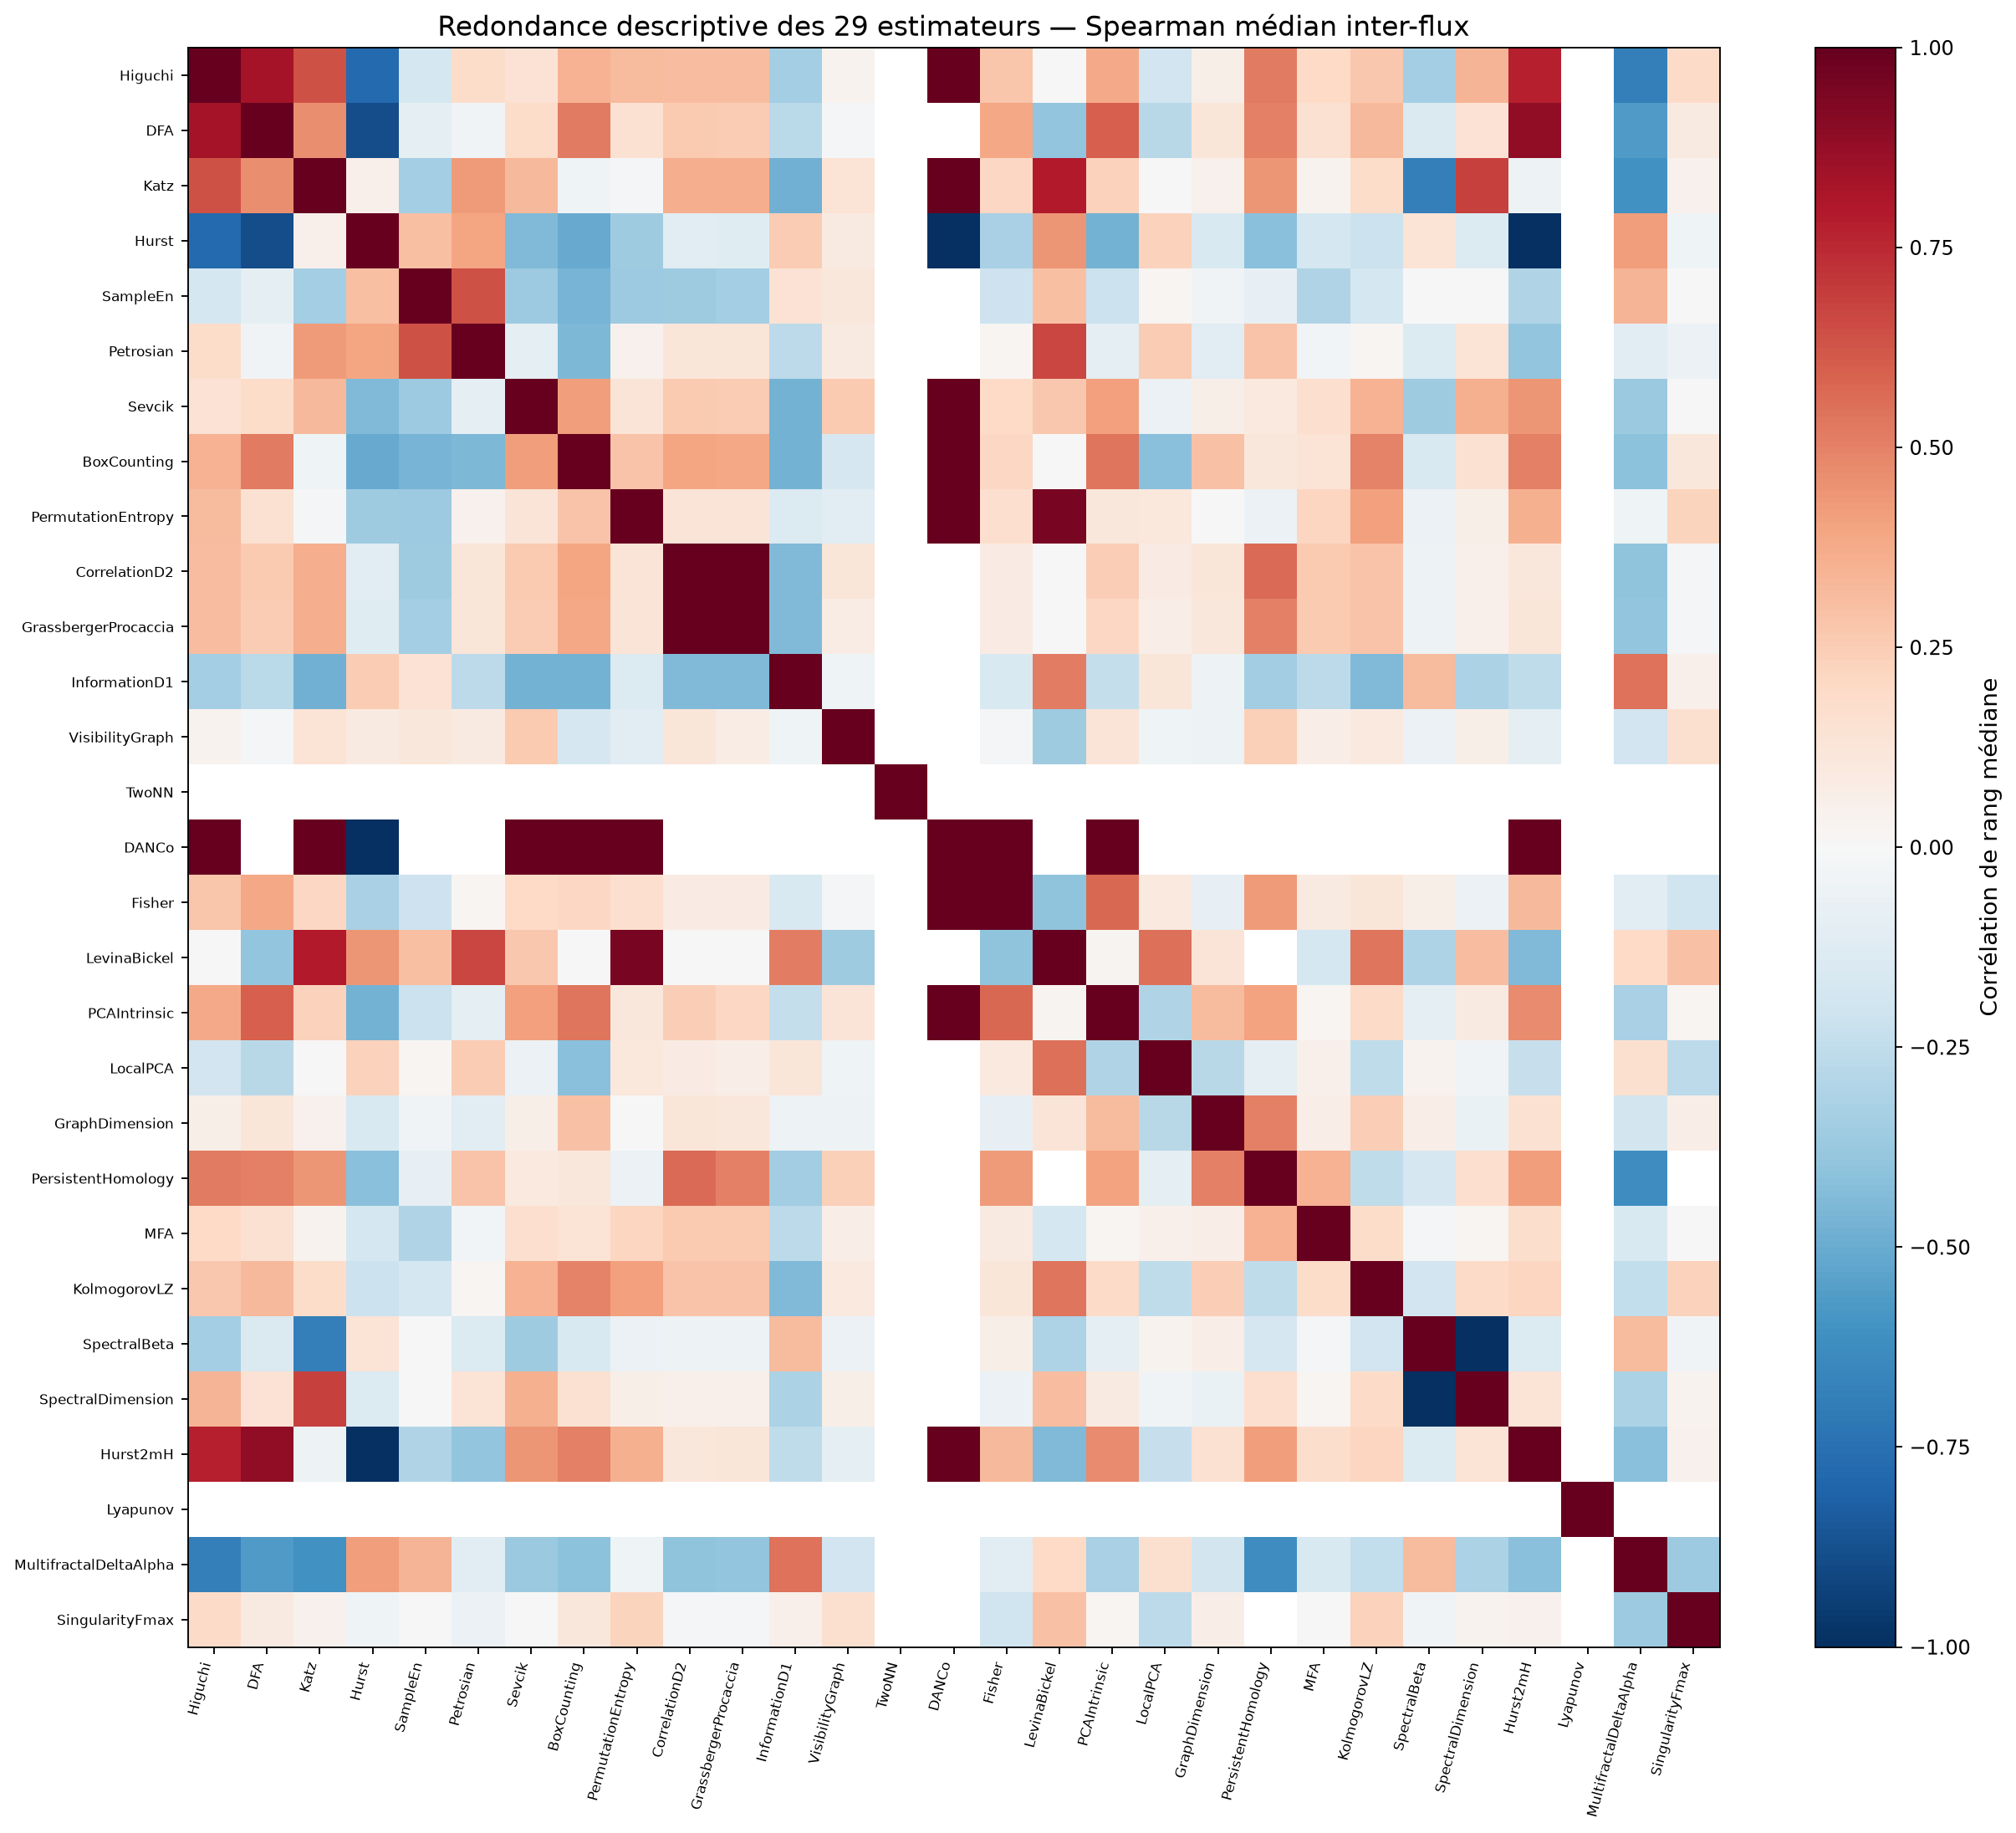 Redondance descriptive des 29 estimateurs — Spearman médian inter-flux
Higuchi
DFA
Katz
Hurst
SampleEn
Petrosian
Sevcik
BoxCounting
PermutationEntropy
CorrelationD2
GrassbergerProcaccia
InformationD1
VisibilityGraph
TwoNN
DANCo
Fisher
LevinaBickel
PCAIntrinsic
LocalPCA
GraphDimension
PersistentHomology
MFA
KolmogorovLZ
SpectralBeta
SpectralDimension
Hurst2mH
Lyapunov
MultifractalDeltaAlpha
SingularityFmax
Higuchi
DFA
Katz
Hurst
SampleEn
Petrosian
Sevcik
BoxCounting
PermutationEntropy
CorrelationD2
GrassbergerProcaccia
InformationD1
VisibilityGraph
TwoNN
DANCo
Fisher
LevinaBickel
PCAIntrinsic
LocalPCA
GraphDimension
PersistentHomology
MFA
KolmogorovLZ
SpectralBeta
SpectralDimension
Hurst2mH
Lyapunov
MultifractalDeltaAlpha
SingularityFmax
1.00
0.75
0.50
0.25
0.00
−0.25
−0.50
−0.75
−1.00
Corrélation de rang médiane